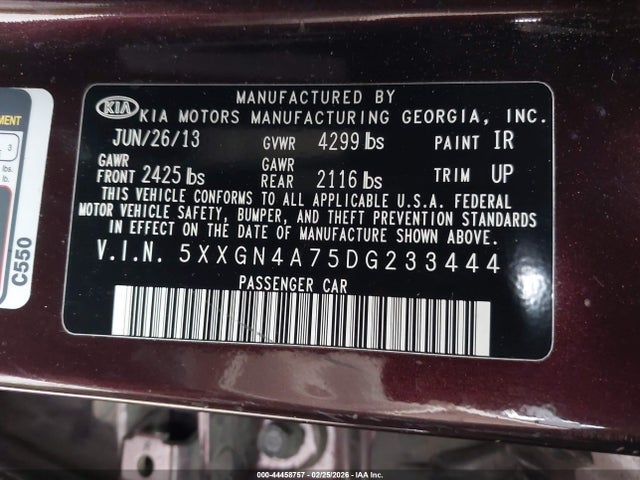 MANUFACTURED BY
KIA KIA MOTORS MANUFACTURING GEORGIA, INC.
JUN/26/13 GVWR 4299 lbs PAINT IR
GAWR FRONT 2425 lbs GAWR REAR 2116 lbs TRIM UP
THIS VEHICLE CONFORMS TO ALL APPLICABLE U.S.A. FEDERAL
MOTOR VEHICLE SAFETY, BUMPER, AND THEFT PREVENTION STANDARDS
IN EFFECT ON THE DATE OF MANUFACTURE SHOWN ABOVE.
V.I.N. 5XXGN4A75DG233444
PASSENGER CAR
C550
3
lbs.
lb.
000-44458757 - 02/25/2026 - IAA Inc.